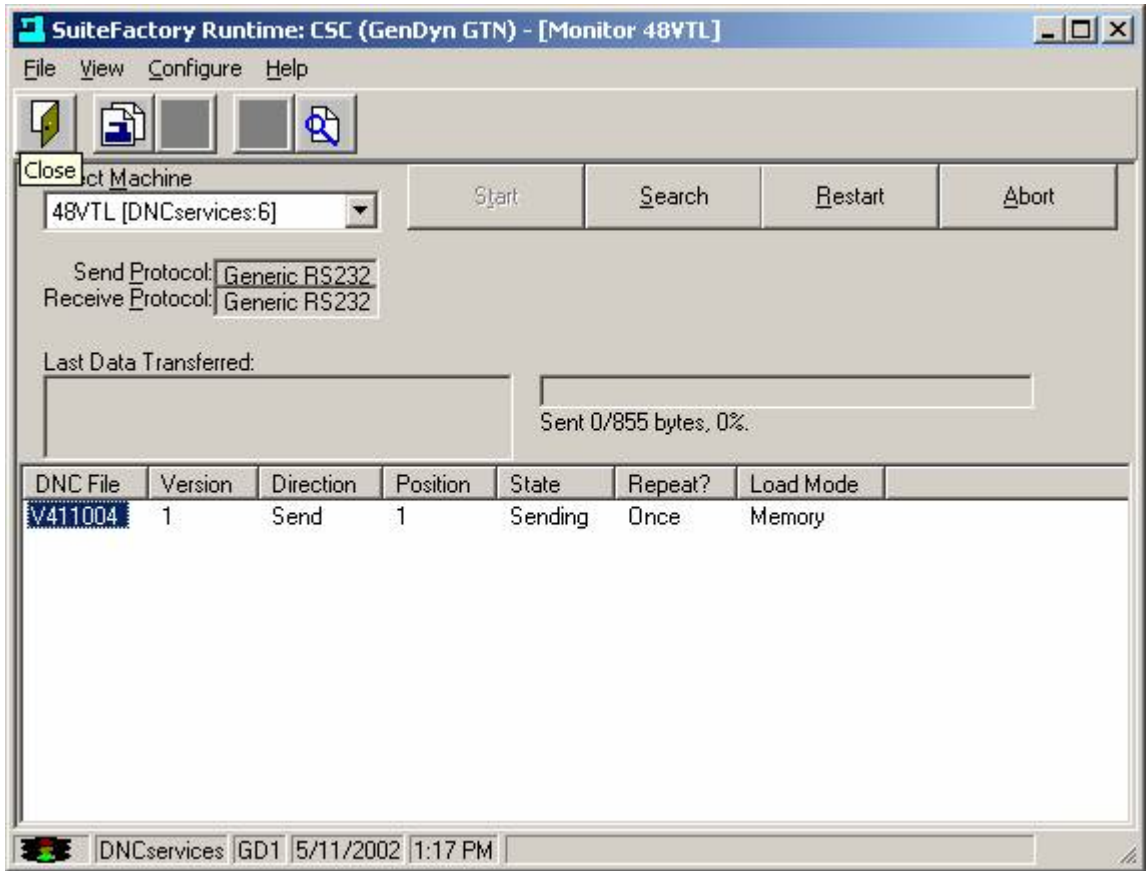 SuiteFactory Runtime: CSC (GenDyn GTN) - [Monitor 48VTL]
File View Configure Help
Close
ect Machine
48VTL [DNCservices:6]
Start Search Restart Abort
Send Protocol: Generic RS232
Receive Protocol: Generic RS232
Last Data Transferred:
Sent 0/855 bytes, 0%.
DNC File Version Direction Position State Repeat? Load Mode
V411004 1 Send 1 Sending Once Memory
DNCservices GD1 5/11/2002 1:17 PM